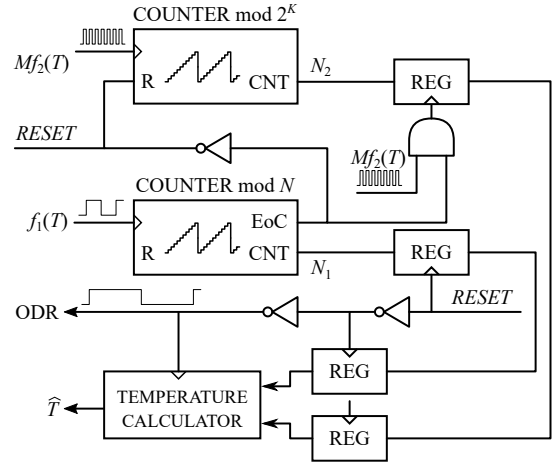 COUNTER mod 2^K
Mf₂(T)
R
CNT
N₂
REG
RESET
Mf₂(T)
COUNTER mod N
f₁(T)
EoC
R
CNT
N₁
REG
RESET
ODR
REG
TEMPERATURE
CALCULATOR
T̂
REG